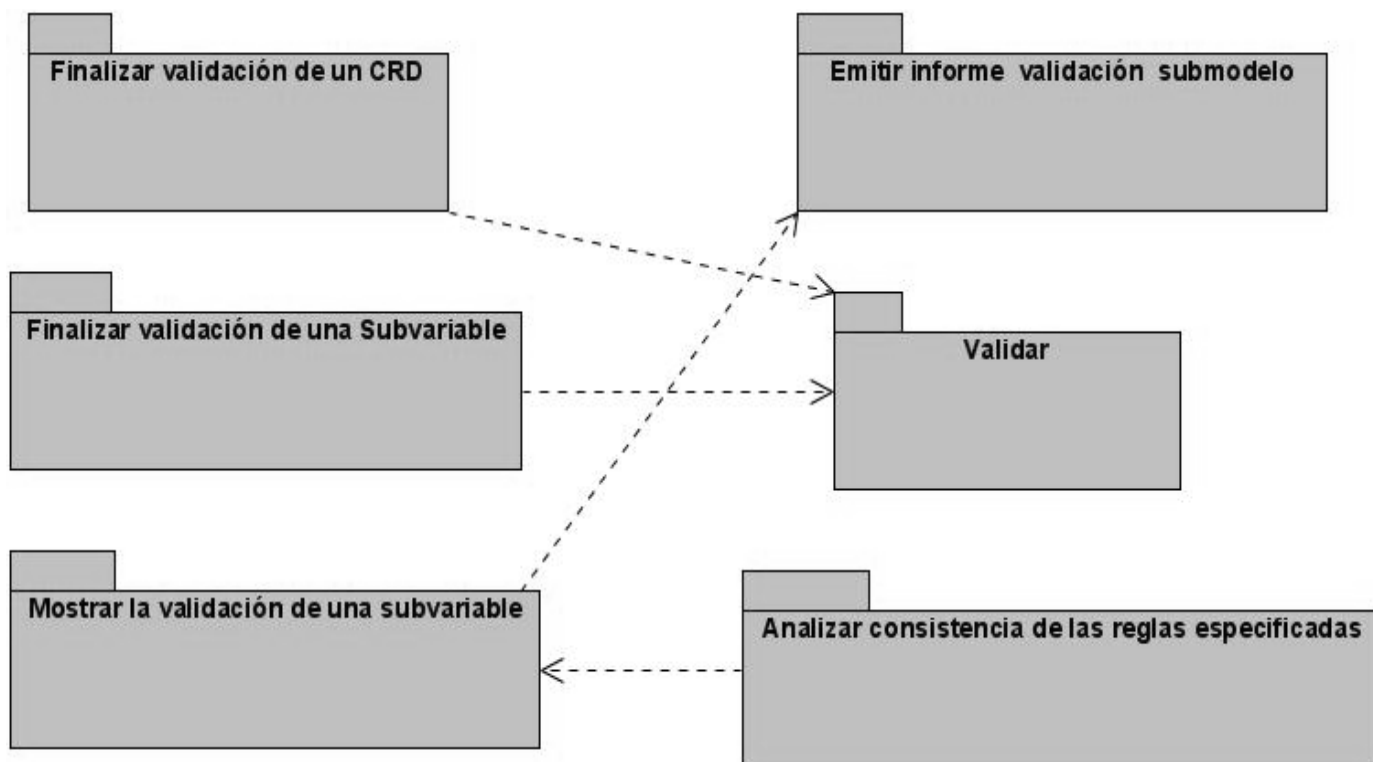 Finalizar validación de un CRD
Emitir informe validación submodelo
Finalizar validación de una Subvariable
Validar
Mostrar la validación de una subvariable
Analizar consistencia de las reglas especificadas